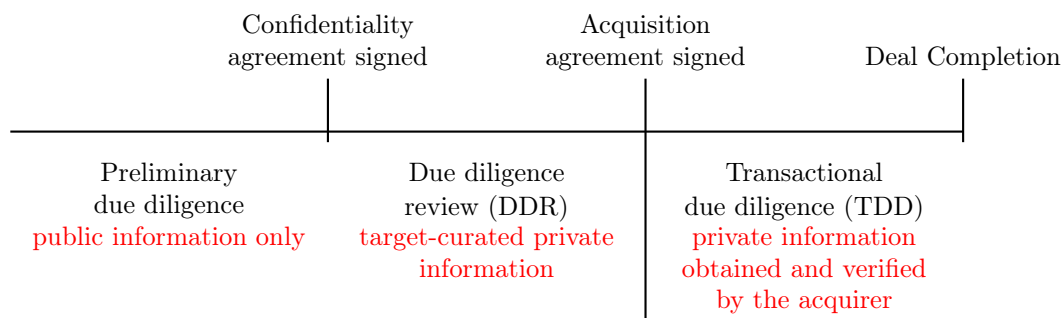 Confidentiality
agreement signed
Acquisition
agreement signed
Deal Completion
Preliminary
due diligence
public information only
Due diligence
review (DDR)
target-curated private
information
Transactional
due diligence (TDD)
private information
obtained and verified
by the acquirer